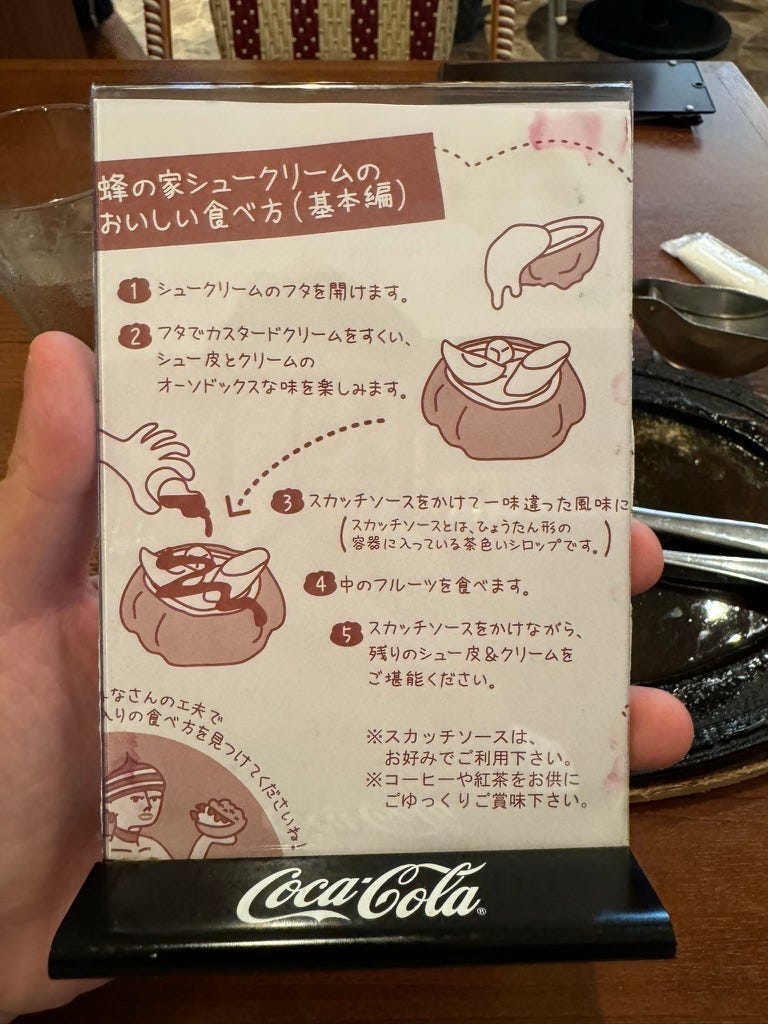 蜂の家シュークリームの
おいしい食べ方(基本編)
1 シュークリームのフタを開けます。
2 フタでカスタードクリームをすくい、
シュー皮とクリームの
オーソドックスな味を楽しみます。
3 スカッチソースをかけて一味違った風味に
(スカッチソースとは、ひょうたん形の
容器に入っている茶色いシロップです。)
4 中のフルーツを食べます。
5 スカッチソースをかけながら、
残りのシュー皮&クリームを
ご堪能ください。
なさんの工夫で
入りの食べ方を見つけてくださいね!
※スカッチソースは、
お好みでご利用下さい。
※コーヒーや紅茶をお供に
ごゆっくりご賞味下さい。
Coca-Cola®